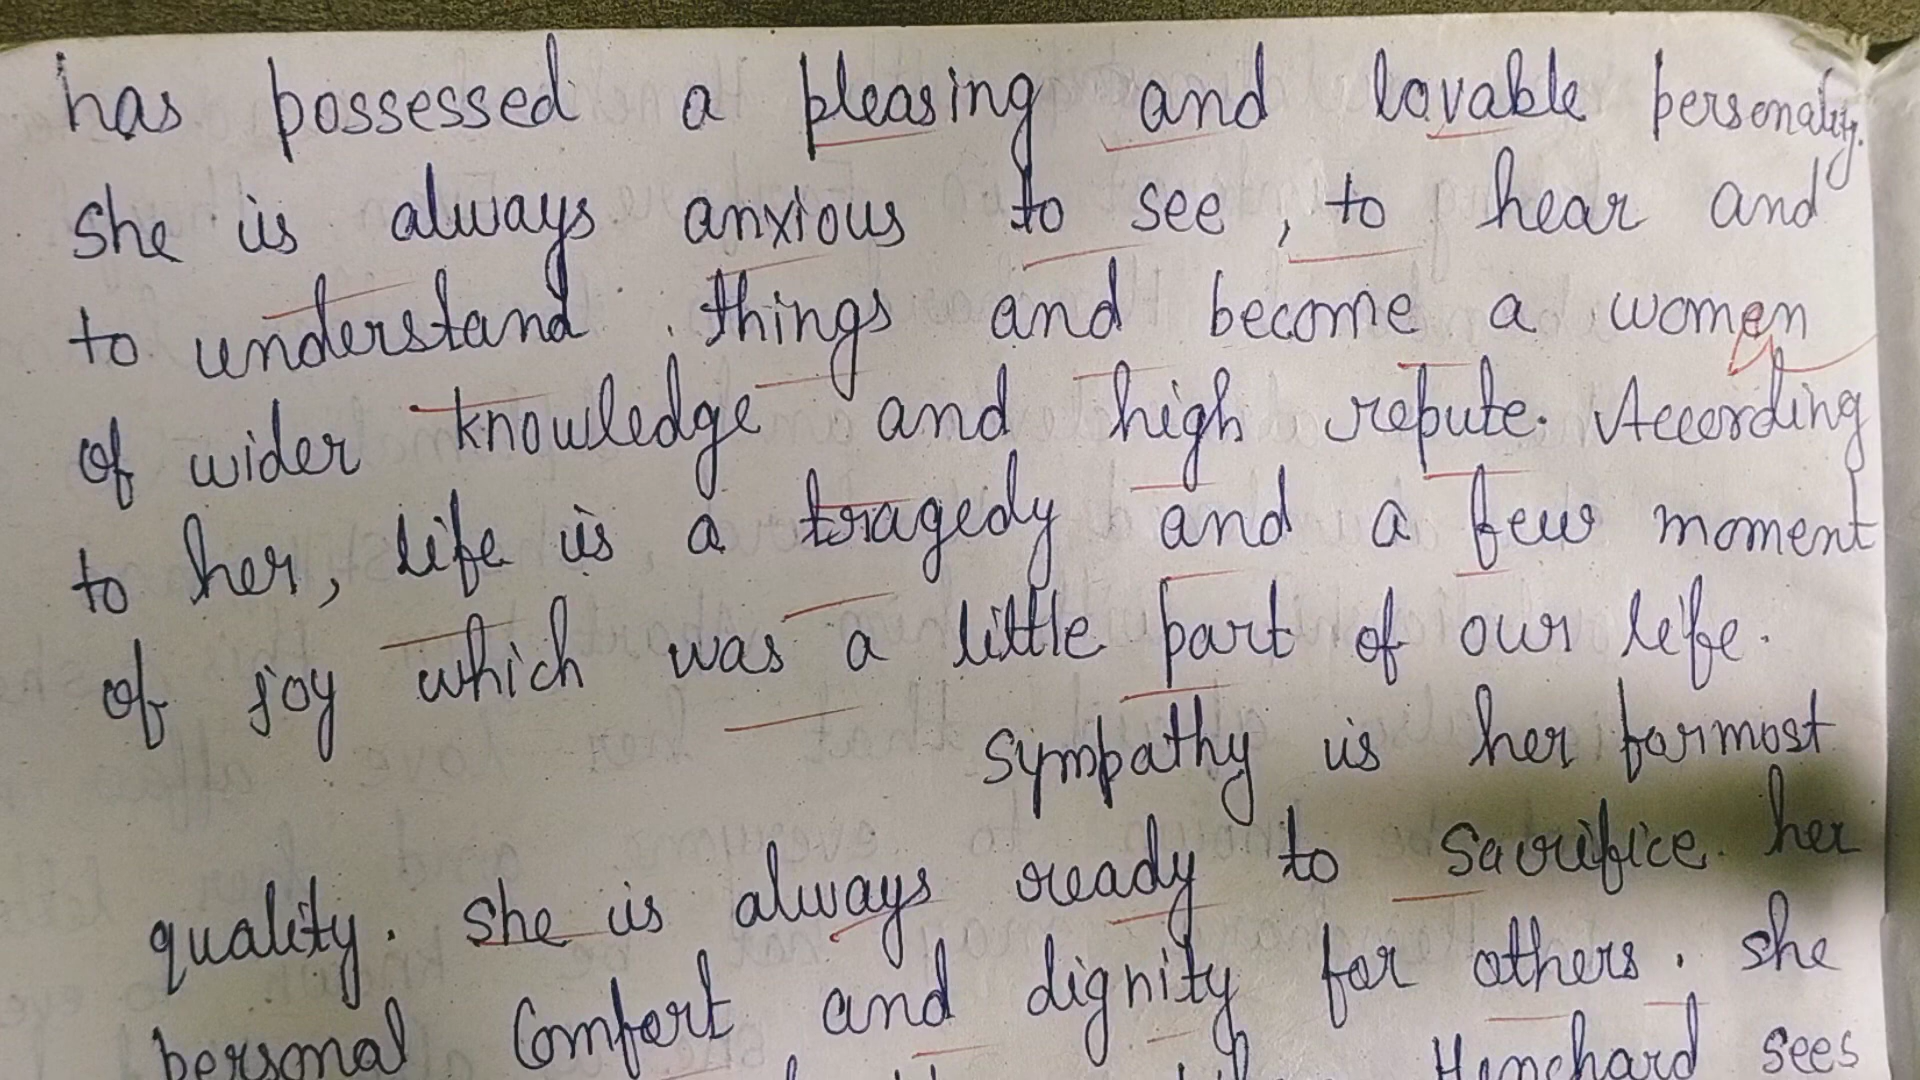 has possessed a pleasing and lovable personality.
She is always anxious to see, to hear and
to understand things and become a women
of wider knowledge and high repute. According
to her, life is a tragedy and a few moment
of joy which was a little part of our life.
Sympathy is her formost
quality. She is always ready to sacrifice her
personal comfort and dignity for others. She
Henchard sees